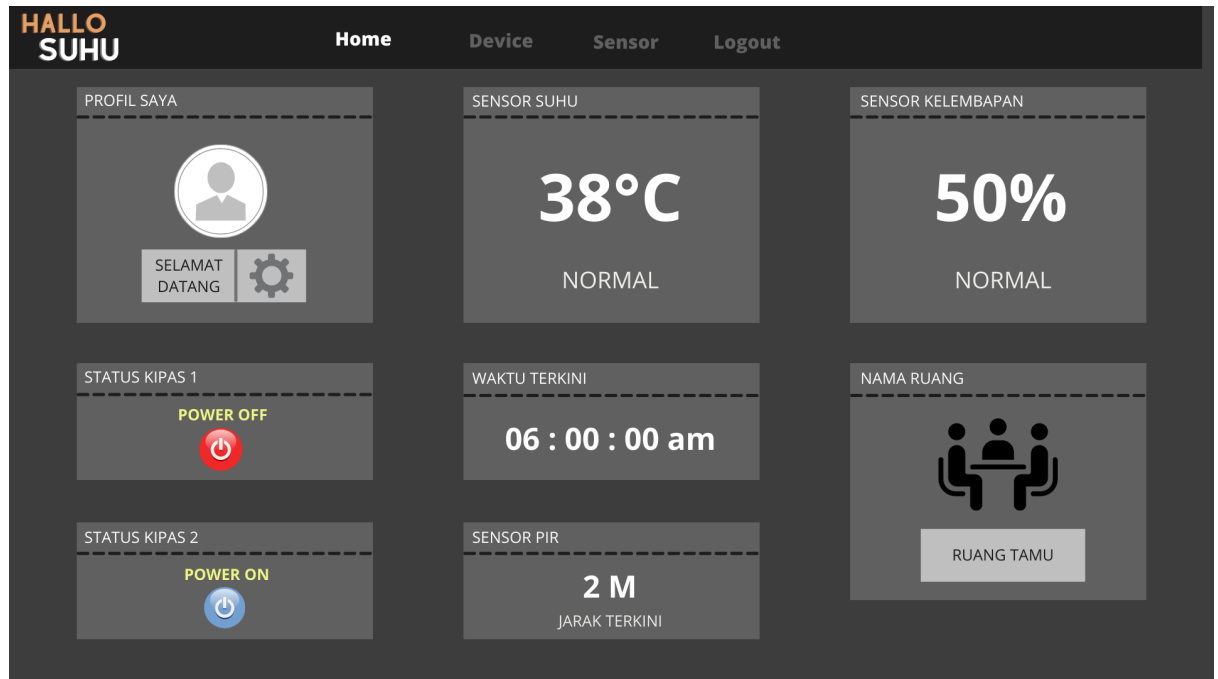 HALLO
SUHU
Home
Device
Sensor
Logout
PROFIL SAYA
SELAMAT
DATANG
SENSOR SUHU
38°C
NORMAL
SENSOR KELEMBAPAN
50%
NORMAL
STATUS KIPAS 1
POWER OFF
WAKTU TERKINI
06 : 00 : 00 am
NAMA RUANG
RUANG TAMU
STATUS KIPAS 2
POWER ON
SENSOR PIR
2 M
JARAK TERKINI